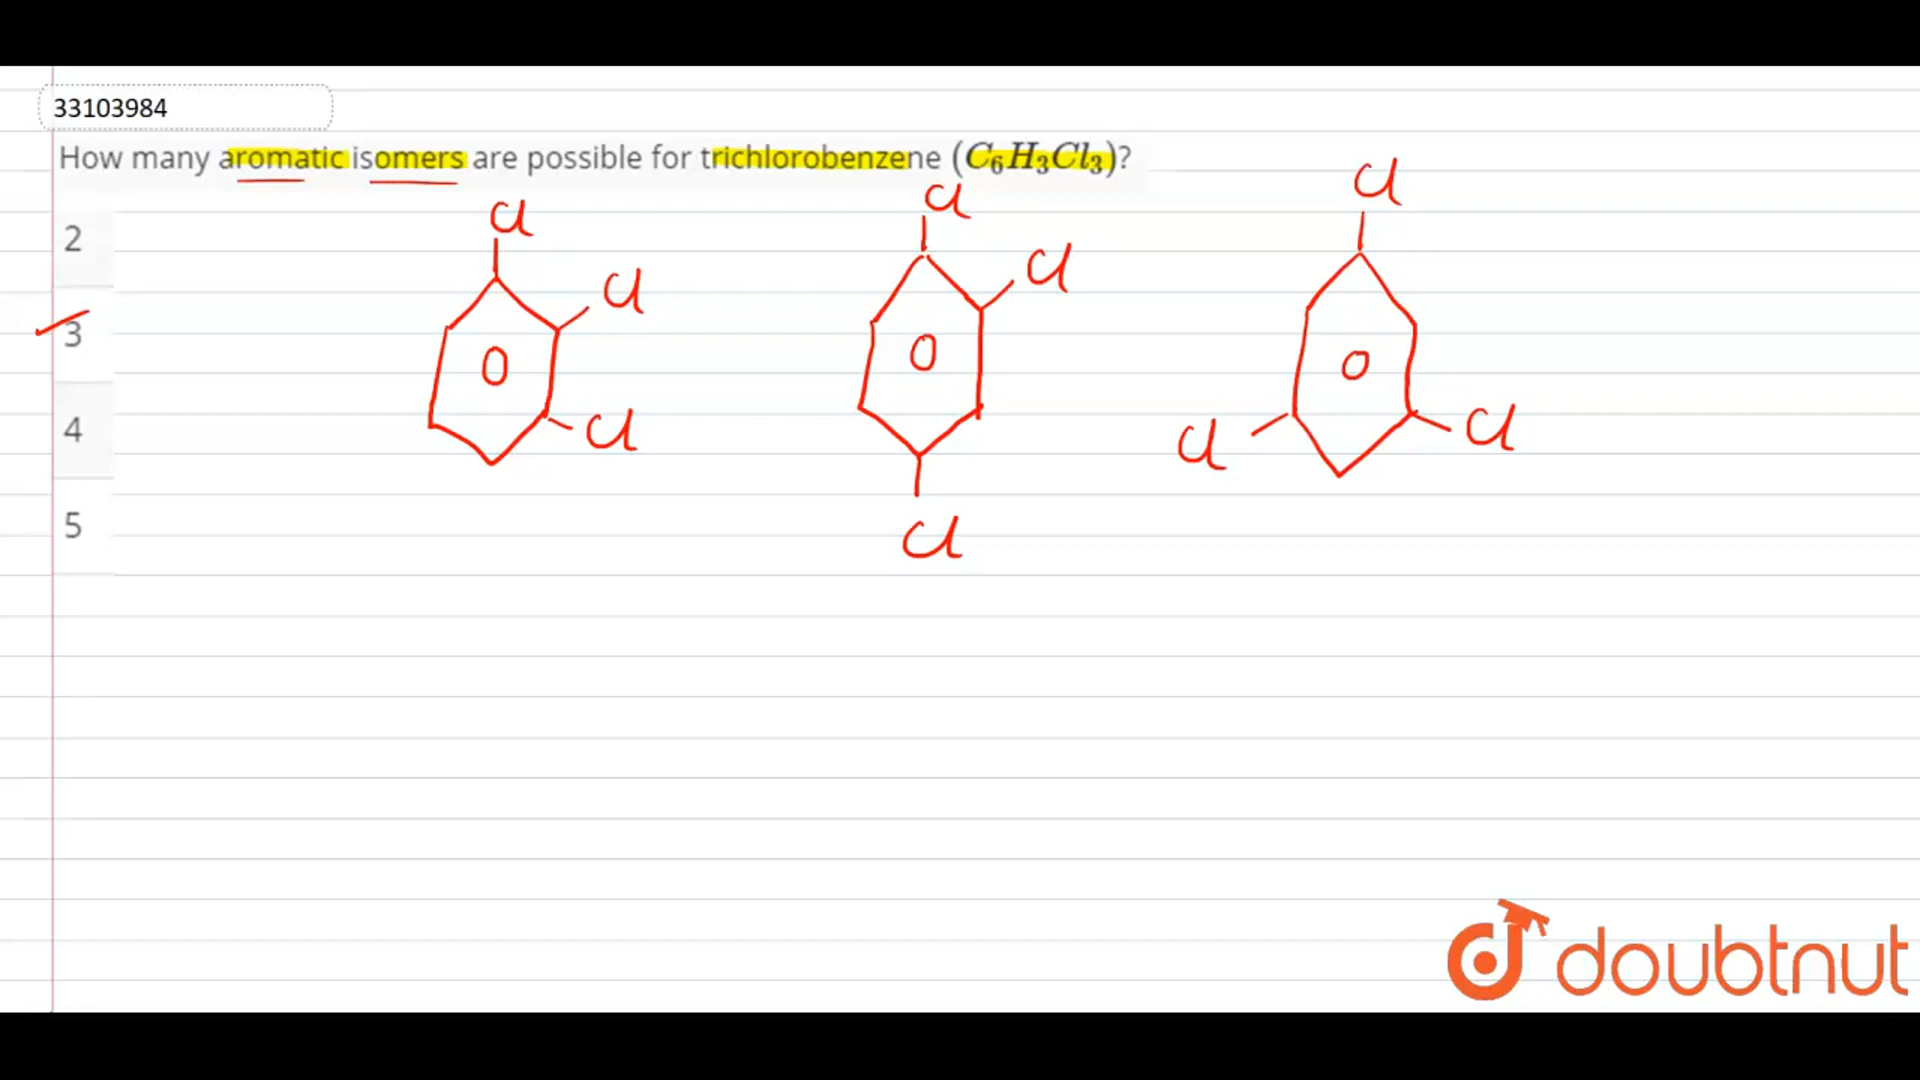 33103984
How many aromatic isomers are possible for trichlorobenzene (C₆H₃Cl₃)?
2
3
4
5
Cl
Cl
Cl
Cl
Cl
Cl
Cl
Cl
Cl
doubtnut